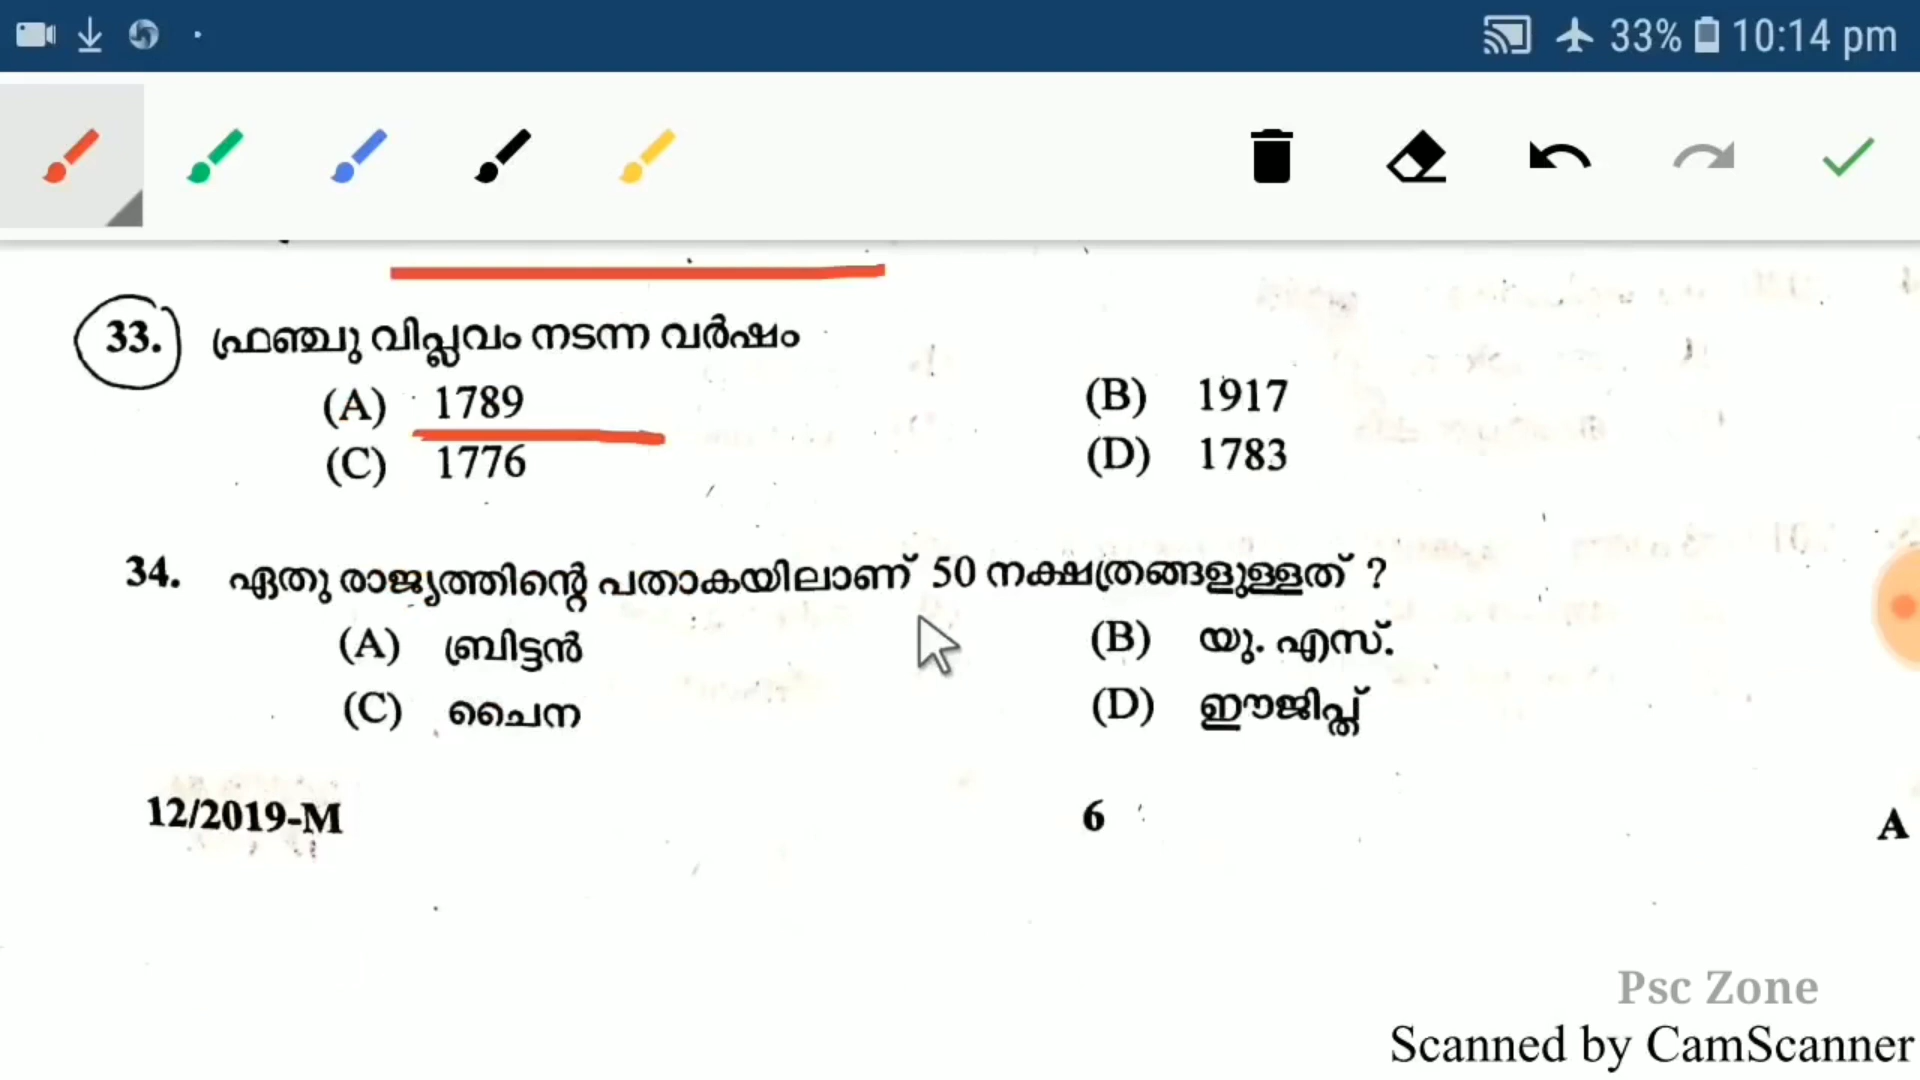 33% 10:14 pm
33. ഫ്രഞ്ചു വിപ്ലവം നടന്ന വർഷം
(A) 1789 (B) 1917
(C) 1776 (D) 1783
34. ഏതു രാജ്യത്തിന്റെ പതാകയിലാണ് 50 നക്ഷത്രങ്ങളുള്ളത് ?
(A) ബ്രിട്ടൻ (B) യു. എസ്.
(C) ചൈന (D) ഈജിപ്ത്
12/2019-M 6 A
Psc Zone
Scanned by CamScanner